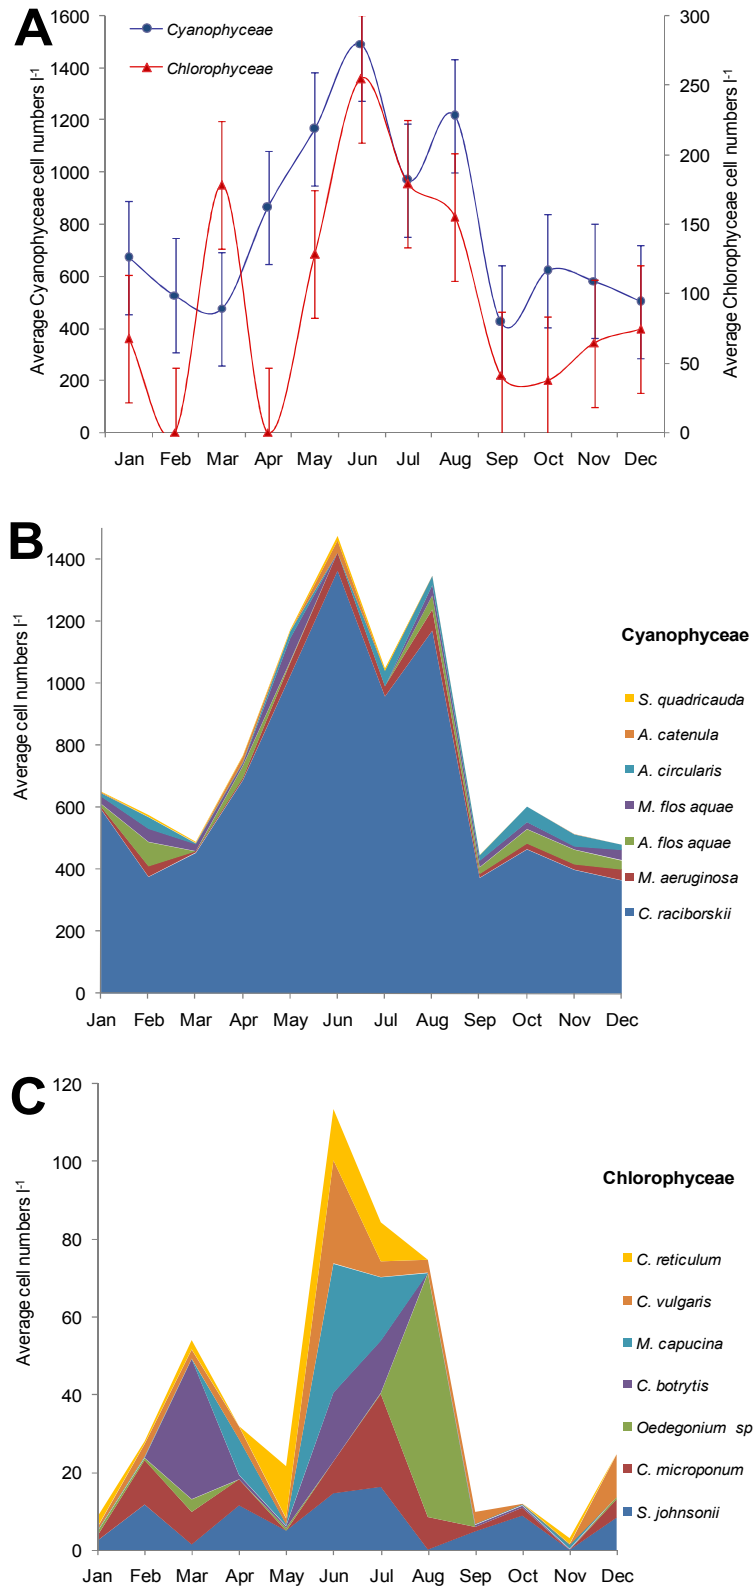 A
Average Cyanophyceae cell numbers l-1
1600
1400
1200
1000
800
600
400
200
0
Cyanophyceae
Chlorophyceae
300
250
200
150
100
50
0
Average Chlorophyceae cell numbers l-1
Jan Feb Mar Apr May Jun Jul Aug Sep Oct Nov Dec
B
Average cell numbers l-1
1400
1200
1000
800
600
400
200
0
Jan Feb Mar Apr May Jun Jul Aug Sep Oct Nov Dec
Cyanophyceae
S. quadricauda
A. catenula
A. circularis
M. flos aquae
A. flos aquae
M. aeruginosa
C. raciborskii
C
Average cell numbers l-1
120
100
80
60
40
20
0
Jan Feb Mar Apr May Jun Jul Aug Sep Oct Nov Dec
Chlorophyceae
C. reticulum
C. vulgaris
M. capucina
C. botrytis
Oedegonium sp
C. microponum
S. johnsonii